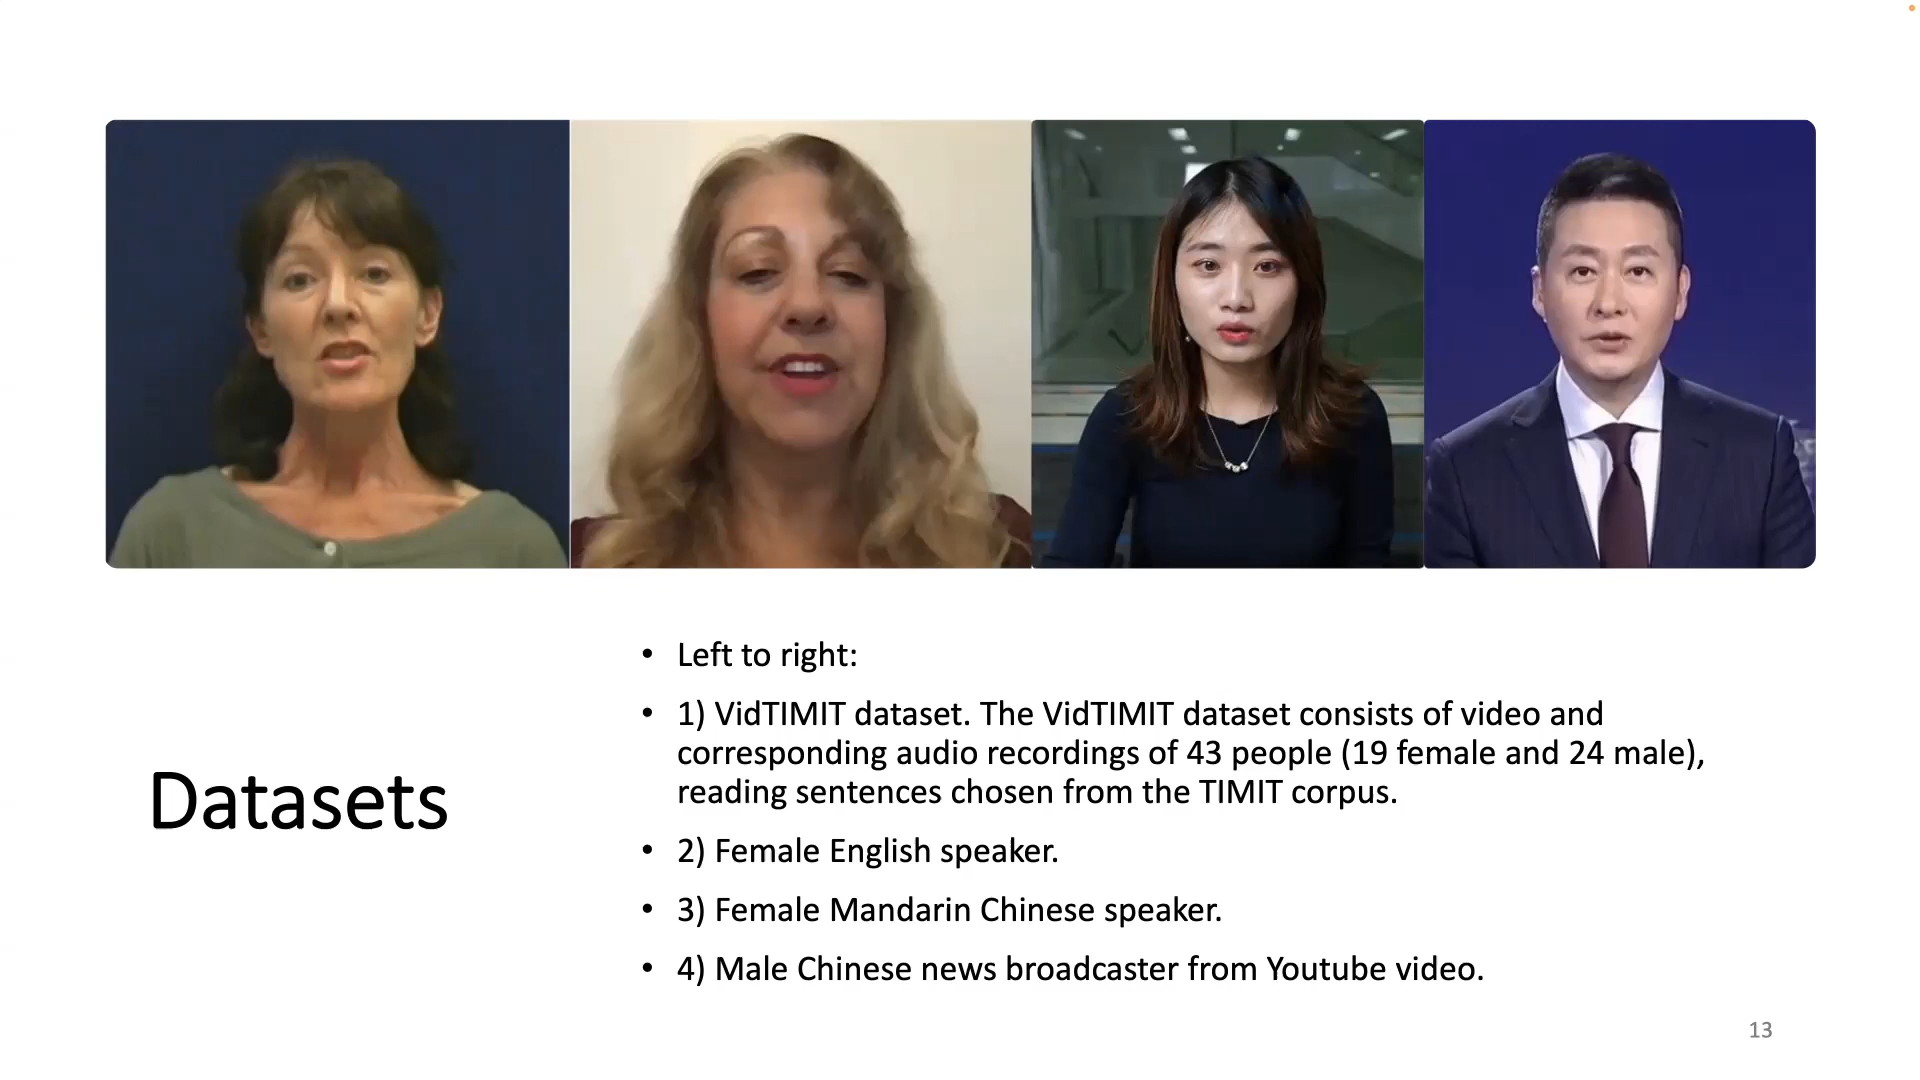 Datasets
• Left to right:
• 1) VidTIMIT dataset. The VidTIMIT dataset consists of video and
corresponding audio recordings of 43 people (19 female and 24 male),
reading sentences chosen from the TIMIT corpus.
• 2) Female English speaker.
• 3) Female Mandarin Chinese speaker.
• 4) Male Chinese news broadcaster from Youtube video.
13